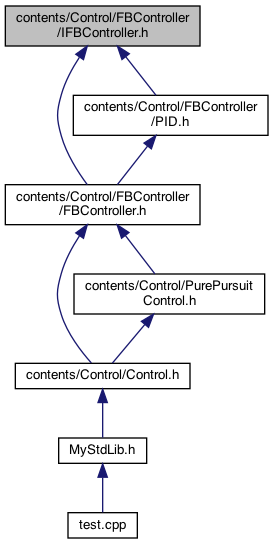 contents/Control/FBController
/IFBController.h
contents/Control/FBController
/PID.h
contents/Control/FBController
/FBController.h
contents/Control/PurePursuit
Control.h
contents/Control/Control.h
MyStdLib.h
test.cpp